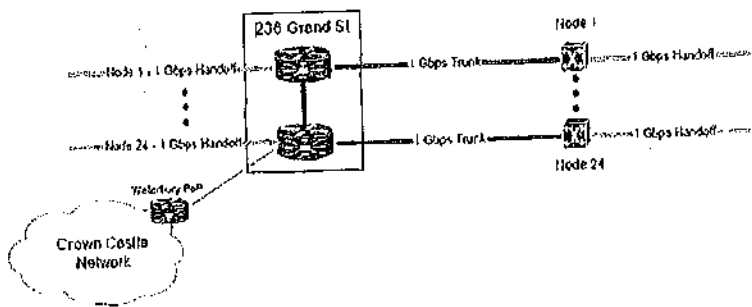 236 Grand St.
Node 1
Node 1 - 1 Gbps Handoff
1 Gbps Trunk
1 Gbps Handoff
Node 24 - 1 Gbps Handoff
1 Gbps Trunk
1 Gbps Handoff
Node 24
Waterbury PoP
Crown Castle
Network